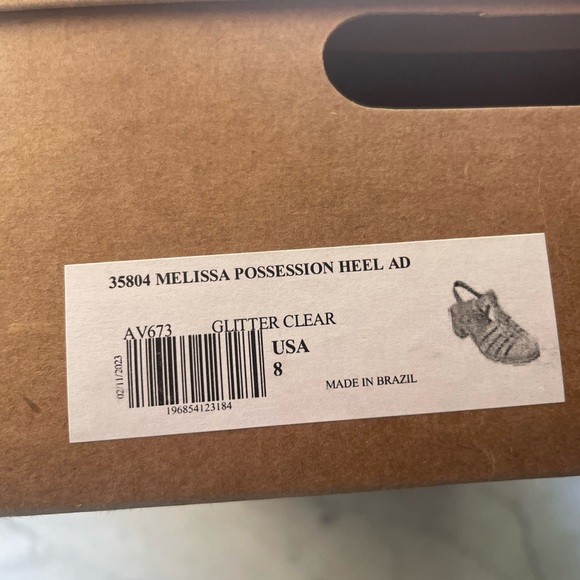 35804 MELISSA POSSESSION HEEL AD
AV673 GLITTER CLEAR
02/11/2023
USA
8
MADE IN BRAZIL
196854123184